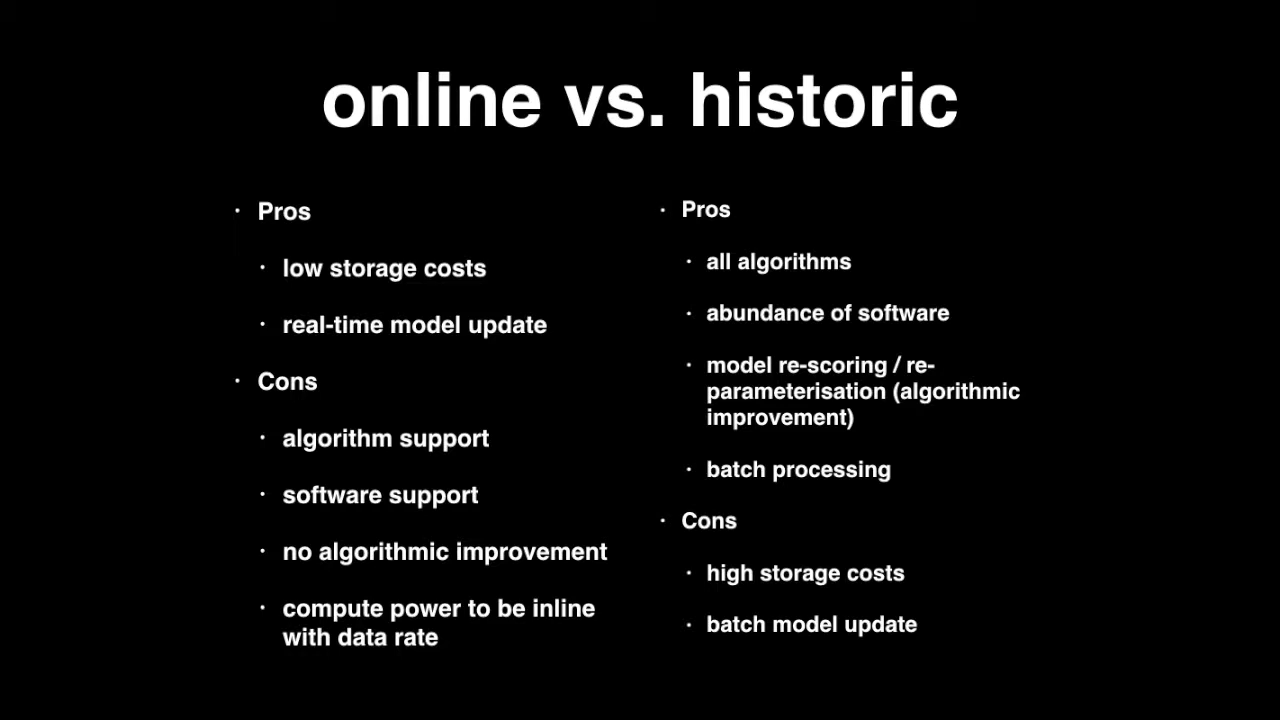 online vs. historic
· Pros
· low storage costs
· real-time model update
· Cons
· algorithm support
· software support
· no algorithmic improvement
· compute power to be inline
with data rate
· Pros
· all algorithms
· abundance of software
· model re-scoring / re-
parameterisation (algorithmic
improvement)
· batch processing
· Cons
· high storage costs
· batch model update